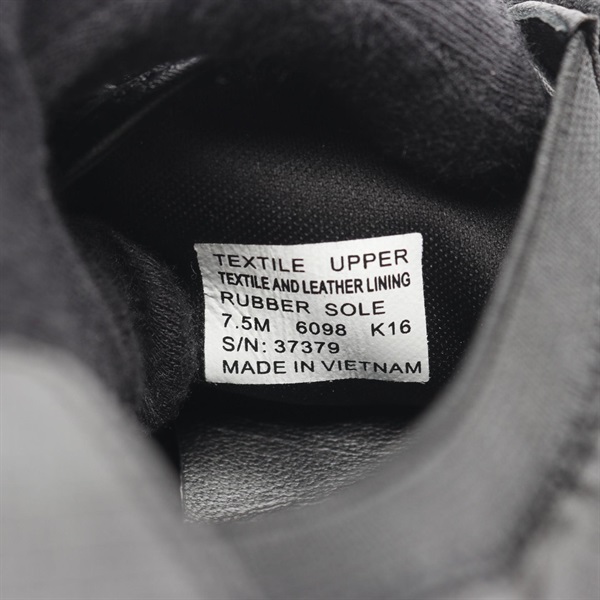 TEXTILE UPPER
TEXTILE AND LEATHER LINING
RUBBER SOLE
7.5M 6098 K16
S/N: 37379
MADE IN VIETNAM